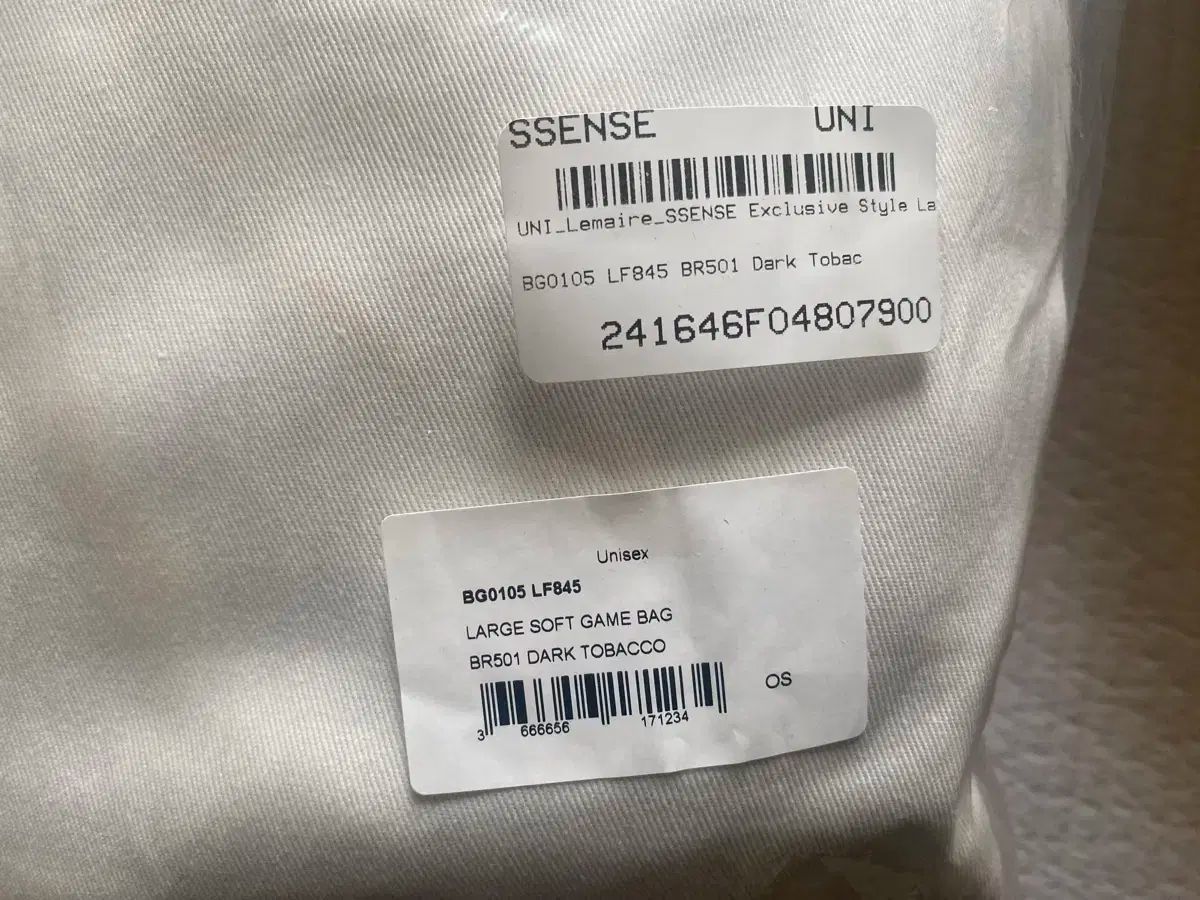 SSENSE UNI
UNI_Lemaire_SSENSE Exclusive Style La
BG0105 LF845 BR501 Dark Tobac
241646F04807900
Unisex
BG0105 LF845
LARGE SOFT GAME BAG
BR501 DARK TOBACCO
OS
3 666656 171234